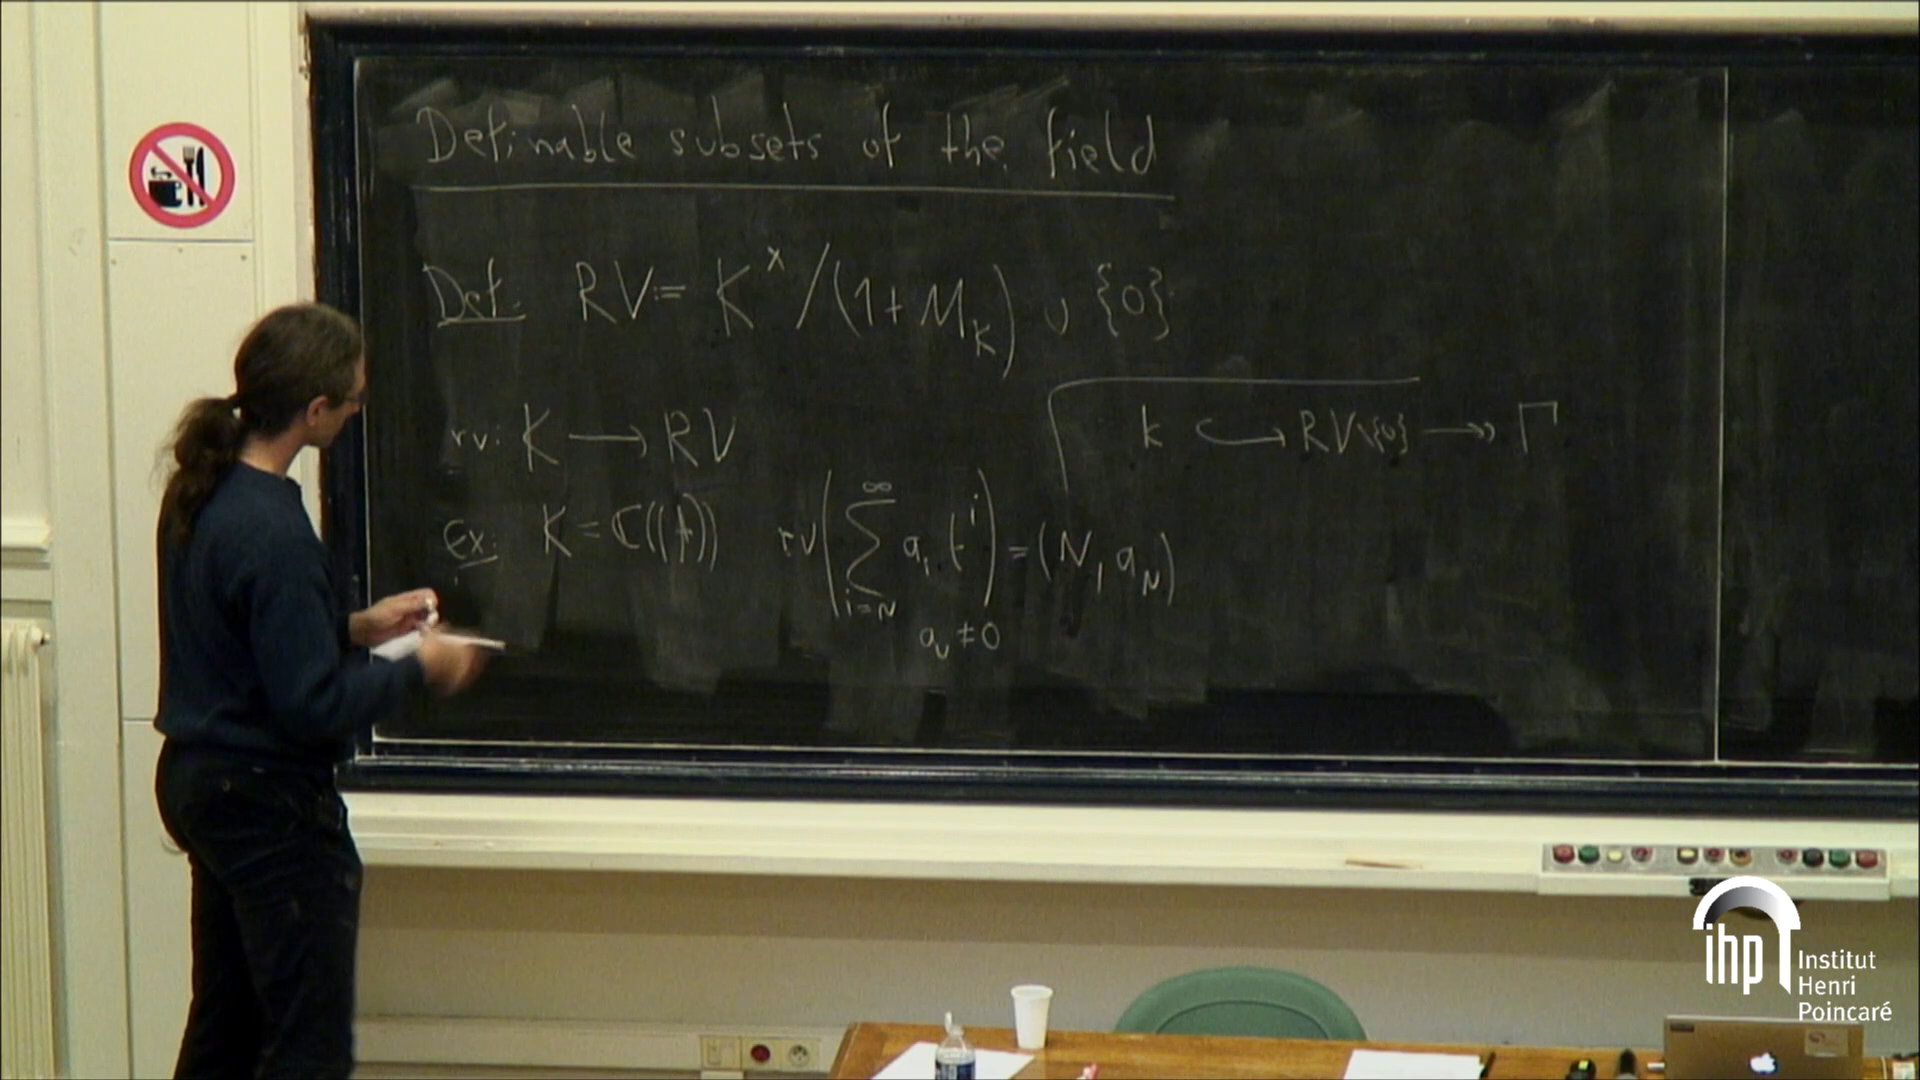 Definable subsets of the field
Def: RV := K^× / (1+M_K) ∪ {0}
rv: K → RV
k ↪ RV\{0} ↠ Γ
Ex: K = ℂ((t)) rv(∑_{i=N}^{∞} a_i t^i) = (N, a_N)
a_N ≠ 0
ihp
Institut
Henri
Poincaré